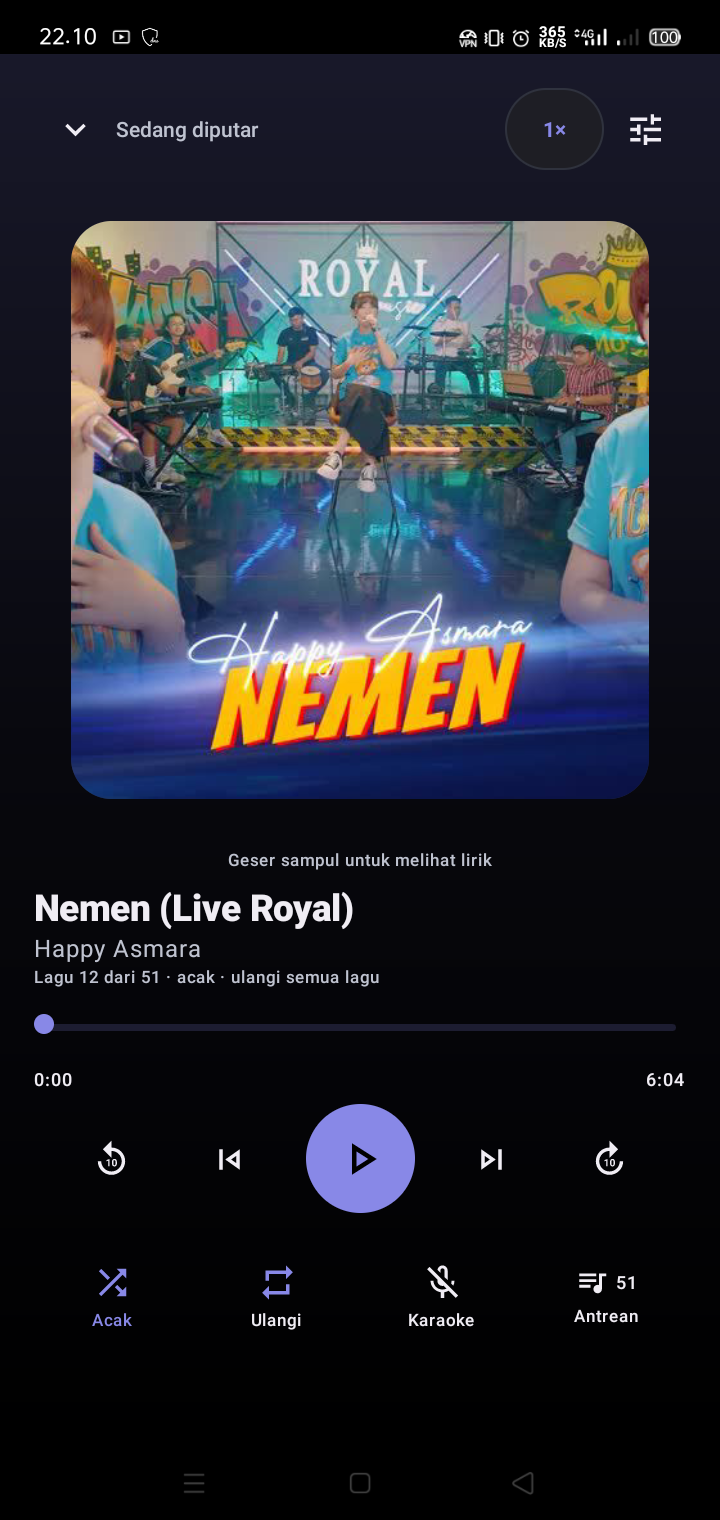 22.10
VPN
365
KB/S
4G
100
Sedang diputar
1×
ROYAL
music
Happy Asmara
NEMEN
Geser sampul untuk melihat lirik
Nemen (Live Royal)
Happy Asmara
Lagu 12 dari 51 · acak · ulangi semua lagu
0:00
6:04
10
10
51
Acak
Ulangi
Karaoke
Antrean